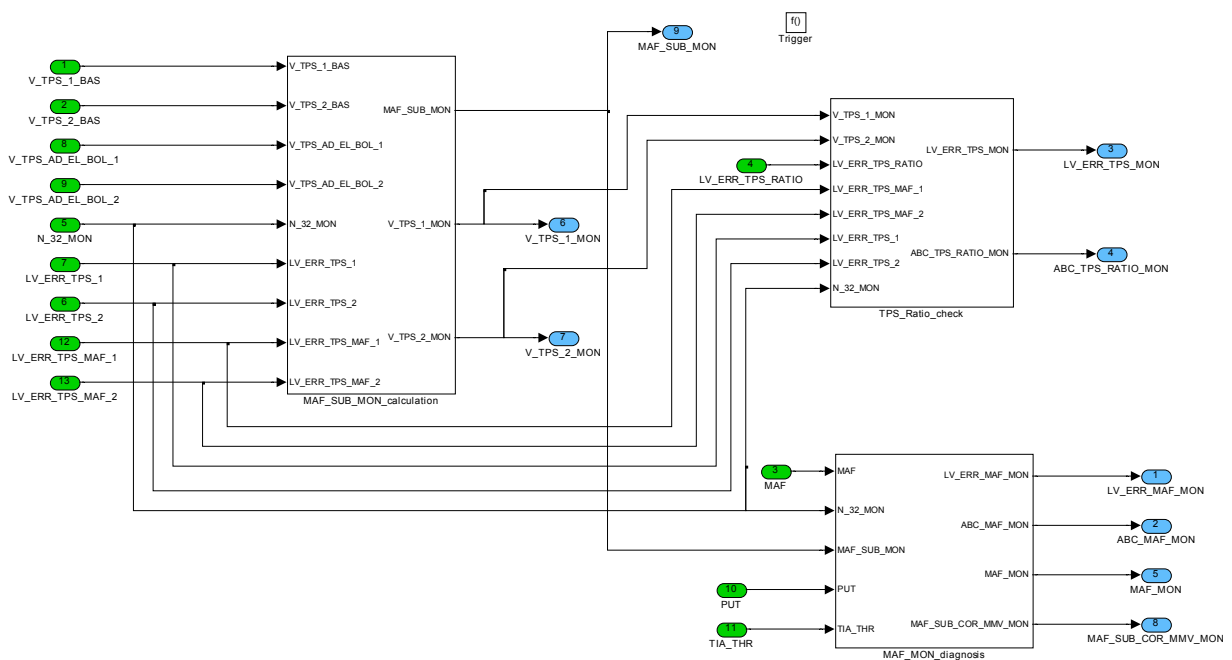 f()
Trigger
9
MAF_SUB_MON
1
V_TPS_1_BAS
2
V_TPS_2_BAS
8
V_TPS_AD_EL_BOL_1
9
V_TPS_AD_EL_BOL_2
5
N_32_MON
7
LV_ERR_TPS_1
6
LV_ERR_TPS_2
12
LV_ERR_TPS_MAF_1
13
LV_ERR_TPS_MAF_2
V_TPS_1_BAS
V_TPS_2_BAS
V_TPS_AD_EL_BOL_1
V_TPS_AD_EL_BOL_2
N_32_MON
LV_ERR_TPS_1
LV_ERR_TPS_2
LV_ERR_TPS_MAF_1
LV_ERR_TPS_MAF_2
MAF_SUB_MON
V_TPS_1_MON
V_TPS_2_MON
MAF_SUB_MON_calculation
6
V_TPS_1_MON
7
V_TPS_2_MON
4
LV_ERR_TPS_RATIO
V_TPS_1_MON
V_TPS_2_MON
LV_ERR_TPS_RATIO
LV_ERR_TPS_MAF_1
LV_ERR_TPS_MAF_2
LV_ERR_TPS_1
LV_ERR_TPS_2
N_32_MON
LV_ERR_TPS_MON
ABC_TPS_RATIO_MON
TPS_Ratio_check
3
LV_ERR_TPS_MON
4
ABC_TPS_RATIO_MON
3
MAF
10
PUT
11
TIA_THR
MAF
N_32_MON
MAF_SUB_MON
PUT
TIA_THR
LV_ERR_MAF_MON
ABC_MAF_MON
MAF_MON
MAF_SUB_COR_MMV_MON
MAF_MON_diagnosis
1
LV_ERR_MAF_MON
2
ABC_MAF_MON
5
MAF_MON
8
MAF_SUB_COR_MMV_MON